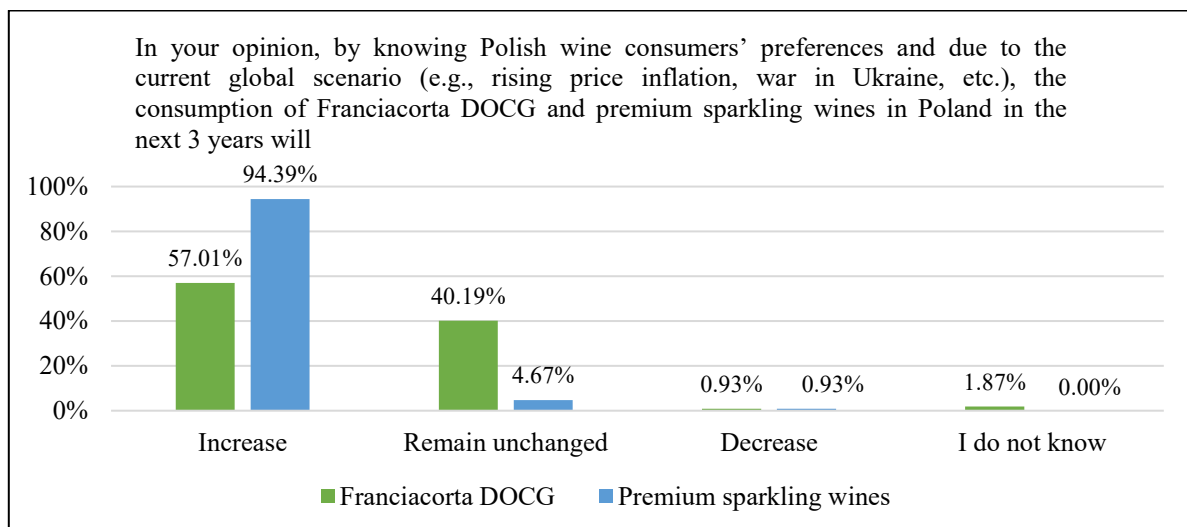 In your opinion, by knowing Polish wine consumers' preferences and due to the
current global scenario (e.g., rising price inflation, war in Ukraine, etc.), the
consumption of Franciacorta DOCG and premium sparkling wines in Poland in the
next 3 years will
94.39%
100%
80%
57.01%
60%
40.19%
40%
20%
4.67%
0.93%
0.93%
1.87%
0.00%
0%
Increase
Remain unchanged
Decrease
I do not know
Franciacorta DOCG
Premium sparkling wines